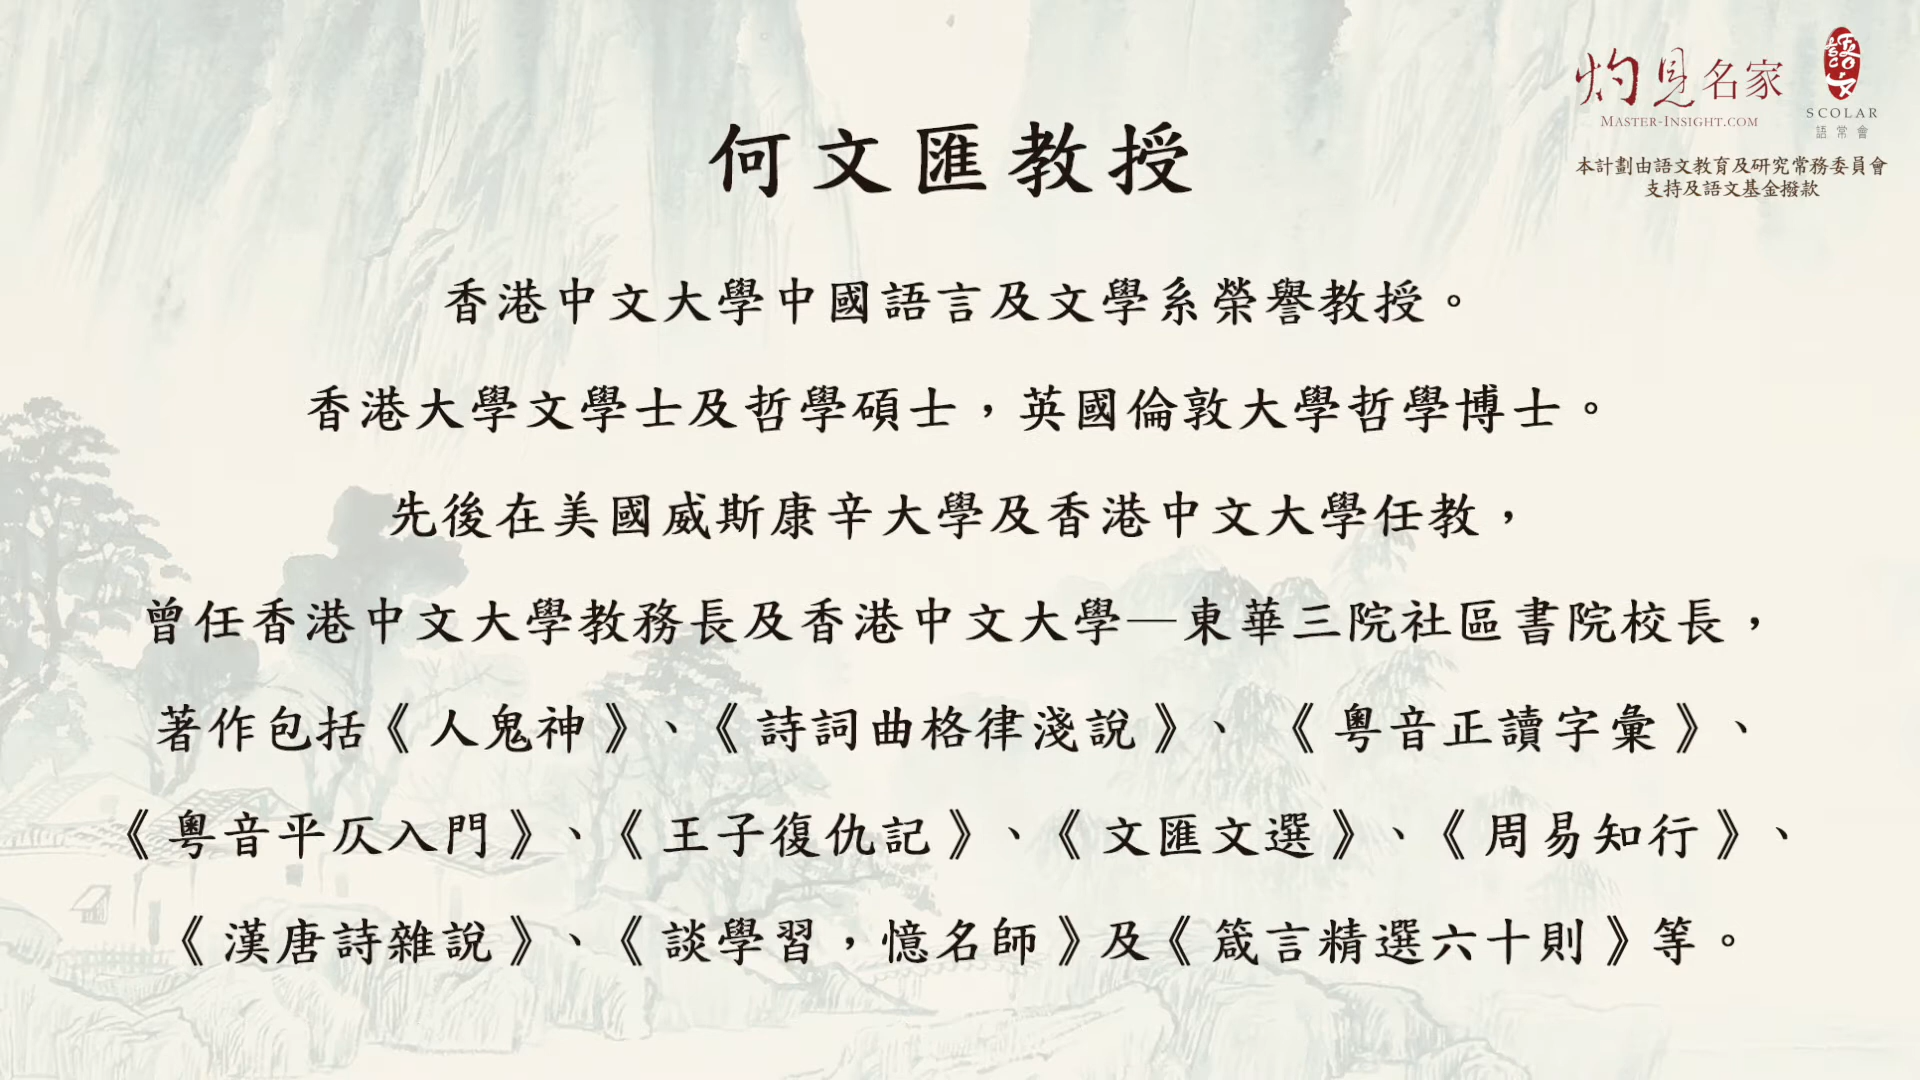 灼見名家
MASTER-INSIGHT.COM
語文
SCOLAR
語常會
本計劃由語文教育及研究常務委員會
支持及語文基金撥款
何文匯教授
香港中文大學中國語言及文學系榮譽教授。
香港大學文學士及哲學碩士，英國倫敦大學哲學博士。
先後在美國威斯康辛大學及香港中文大學任教，
曾任香港中文大學教務長及香港中文大學—東華三院社區書院校長，
著作包括《人鬼神》、《詩詞曲格律淺說》、《粵音正讀字彙》、
《粵音平仄入門》、《王子復仇記》、《文匯文選》、《周易知行》、
《漢唐詩雜說》、《談學習，憶名師》及《箴言精選六十則》等。